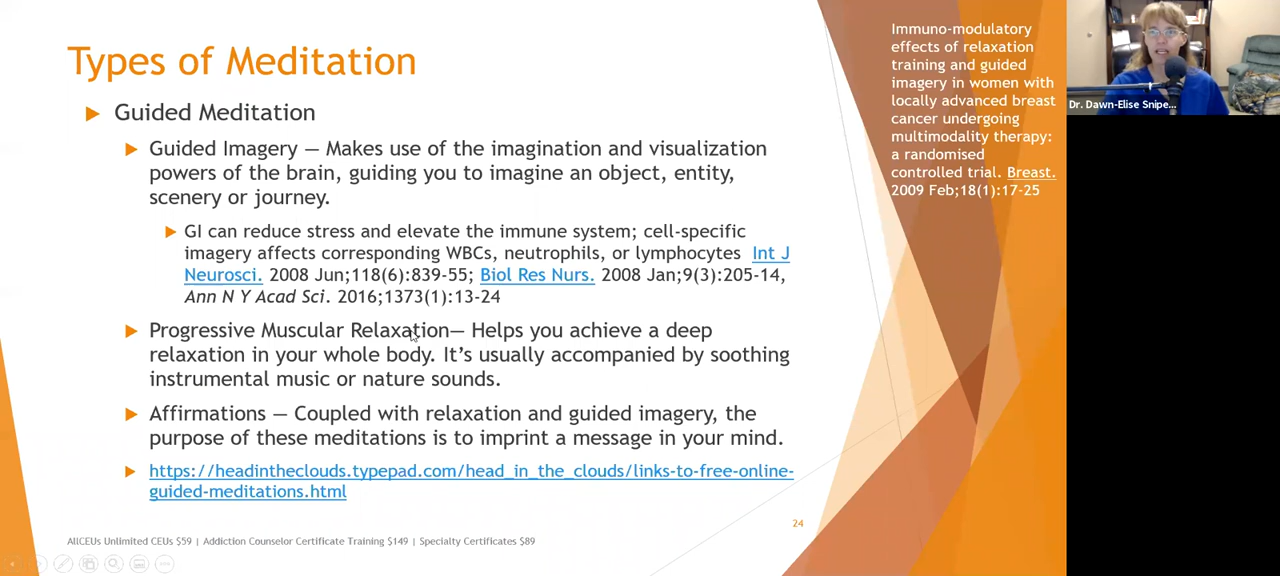 Types of Meditation
Guided Meditation
Guided Imagery — Makes use of the imagination and visualization
powers of the brain, guiding you to imagine an object, entity,
scenery or journey.
GI can reduce stress and elevate the immune system; cell-specific
imagery affects corresponding WBCs, neutrophils, or lymphocytes Int J
Neurosci. 2008 Jun;118(6):839-55; Biol Res Nurs. 2008 Jan;9(3):205-14,
Ann N Y Acad Sci. 2016;1373(1):13-24
Progressive Muscular Relaxation— Helps you achieve a deep
relaxation in your whole body. It’s usually accompanied by soothing
instrumental music or nature sounds.
Affirmations — Coupled with relaxation and guided imagery, the
purpose of these meditations is to imprint a message in your mind.
https://headintheclouds.typepad.com/head_in_the_clouds/links-to-free-online-
guided-meditations.html
24
AllCEUs Unlimited CEUs $59 | Addiction Counselor Certificate Training $149 | Specialty Certificates $89
Immuno-modulatory
effects of relaxation
training and guided
imagery in women with
locally advanced breast
cancer undergoing
multimodality therapy:
a randomised
controlled trial. Breast.
2009 Feb;18(1):17-25
Dr. Dawn-Elise Snipe...